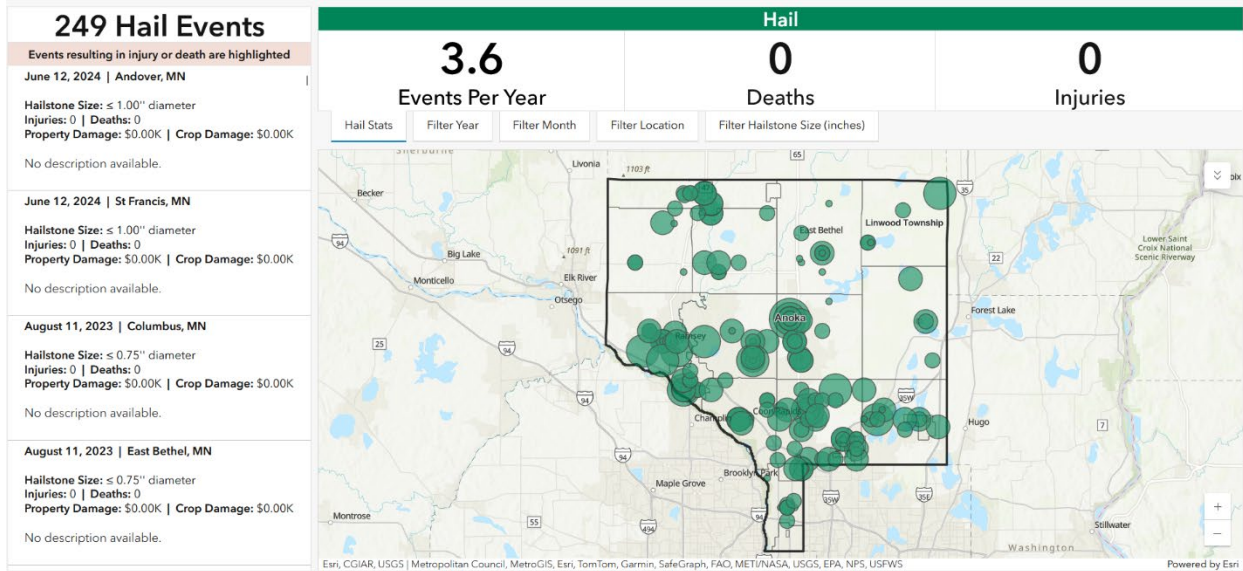 249 Hail Events
Events resulting in injury or death are highlighted
June 12, 2024 | Andover, MN
Hailstone Size: ≤ 1.00'' diameter
Injuries: 0 | Deaths: 0
Property Damage: $0.00K | Crop Damage: $0.00K
No description available.
June 12, 2024 | St Francis, MN
Hailstone Size: ≤ 1.00'' diameter
Injuries: 0 | Deaths: 0
Property Damage: $0.00K | Crop Damage: $0.00K
No description available.
August 11, 2023 | Columbus, MN
Hailstone Size: ≤ 0.75'' diameter
Injuries: 0 | Deaths: 0
Property Damage: $0.00K | Crop Damage: $0.00K
No description available.
August 11, 2023 | East Bethel, MN
Hailstone Size: ≤ 0.75'' diameter
Injuries: 0 | Deaths: 0
Property Damage: $0.00K | Crop Damage: $0.00K
No description available.
Hail
3.6
Events Per Year
0
Deaths
0
Injuries
Hail Stats
Filter Year
Filter Month
Filter Location
Filter Hailstone Size (inches)
Sherburne
65
Livonia
1103 ft
35
Becker
Linwood Township
East Bethel
94
Lower Saint
Croix National
Scenic Riverway
Big Lake
1091 ft
22
Monticello
Elk River
Otsego
Forest Lake
Anoka
Ramsey
25
94
94
35W
Coon Rapids
Champlin
Hugo
7
94
Brooklyn Park
Maple Grove
35W
35E
Montrose
55
494
94
Stillwater
Washington
+
−
Esri, CGIAR, USGS | Metropolitan Council, MetroGIS, Esri, TomTom, Garmin, SafeGraph, FAO, METI/NASA, USGS, EPA, NPS, USFWS
Powered by Esri